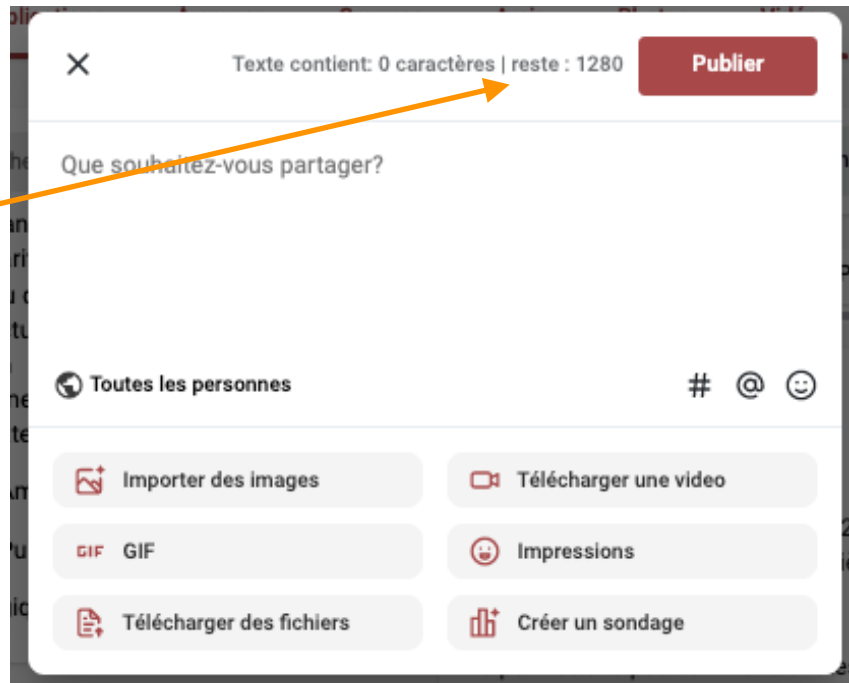 Texte contient: 0 caractères | reste : 1280
Publier
Que souhaitez-vous partager?
Toutes les personnes
# @
Importer des images
Télécharger une video
GIF GIF
Impressions
Télécharger des fichiers
Créer un sondage